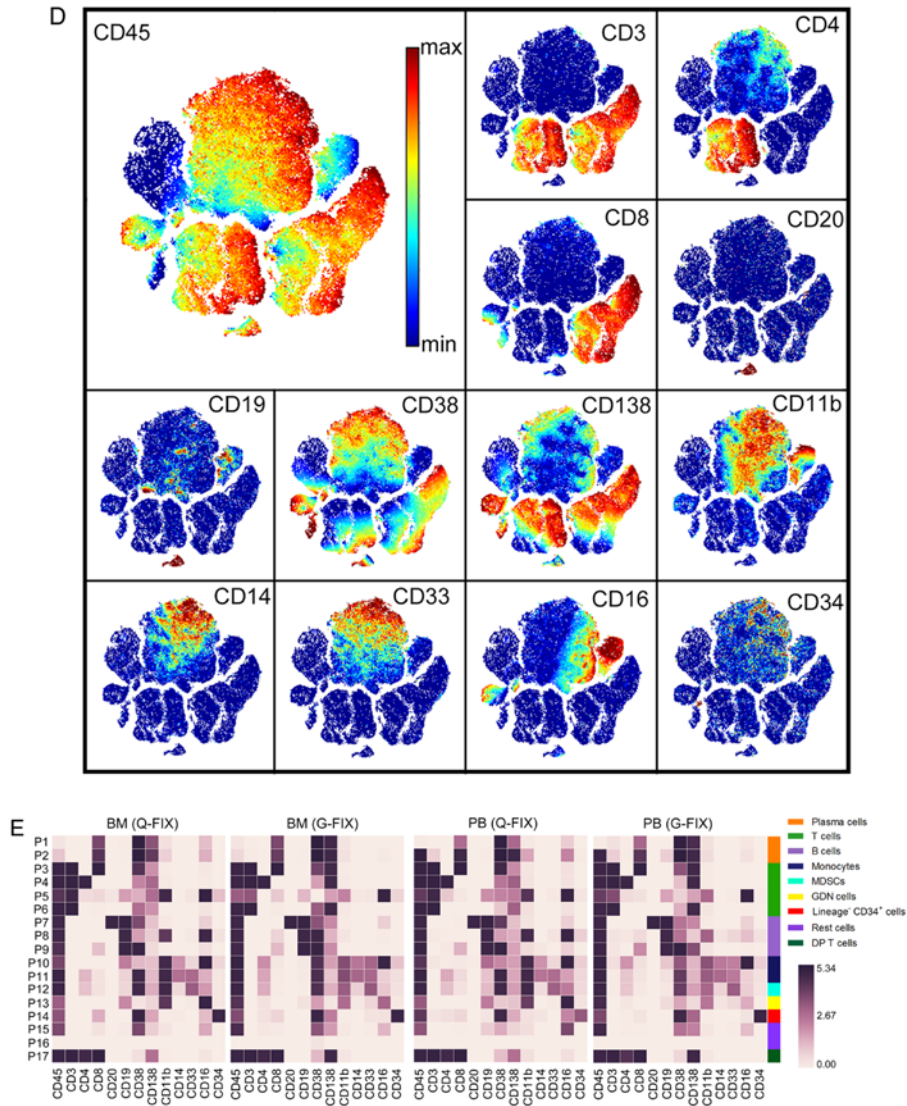 D
CD45
max
min
CD3
CD4
CD8
CD20
CD19
CD38
CD138
CD11b
CD14
CD33
CD16
CD34
E
BM (Q-FIX) BM (G-FIX) PB (Q-FIX) PB (G-FIX)
P1
P2
P3
P4
P5
P6
P7
P8
P9
P10
P11
P12
P13
P14
P15
P16
P17
CD45 CD3 CD4 CD8 CD20 CD19 CD38 CD138 CD11b CD14 CD33 CD16 CD34
CD45 CD3 CD4 CD8 CD20 CD19 CD38 CD138 CD11b CD14 CD33 CD16 CD34
CD45 CD3 CD4 CD8 CD20 CD19 CD38 CD138 CD11b CD14 CD33 CD16 CD34
CD45 CD3 CD4 CD8 CD20 CD19 CD38 CD138 CD11b CD14 CD33 CD16 CD34
Plasma cells
T cells
B cells
Monocytes
MDSCs
GDN cells
Lineage⁻ CD34⁺ cells
Rest cells
DP T cells
5.34
2.67
0.00